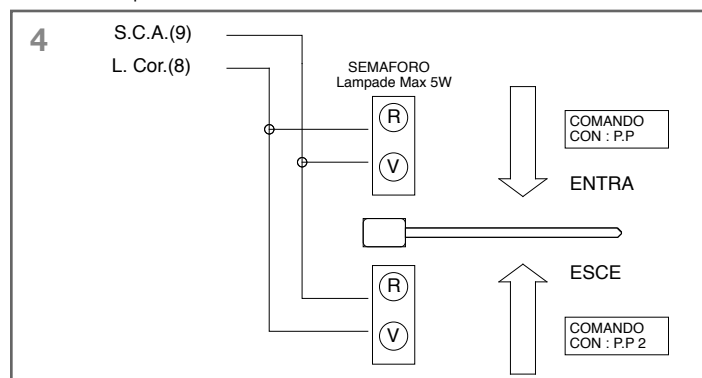 4
S.C.A.(9)
L. Cor.(8)
SEMAFORO
Lampade Max 5W
R
V
COMANDO
CON : P.P
ENTRA
R
V
ESCE
COMANDO
CON : P.P 2